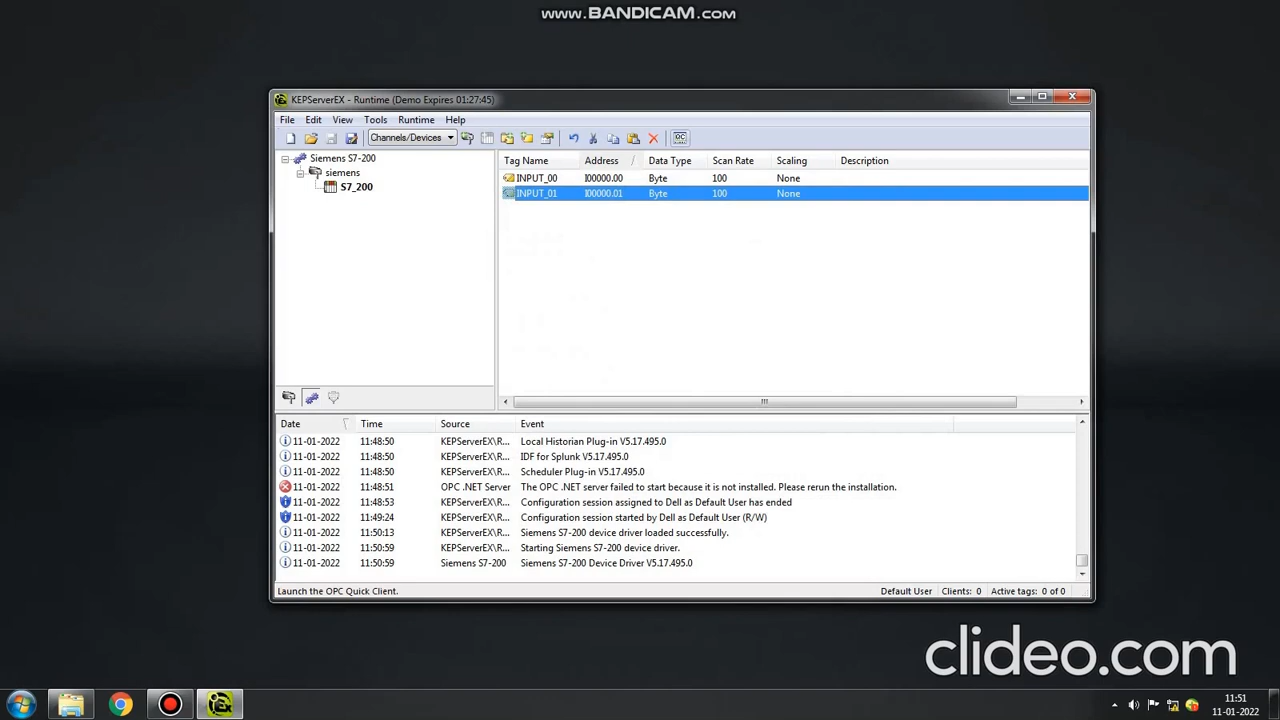 www.BANDICAM.com
KEPServerEX - Runtime (Demo Expires 01:27:45)
File Edit View Tools Runtime Help
Channels/Devices
Siemens S7-200
siemens
S7_200
Tag Name Address Data Type Scan Rate Scaling Description
INPUT_00 I00000.00 Byte 100 None
INPUT_01 I00000.01 Byte 100 None
Date Time Source Event
11-01-2022 11:48:50 KEPServerEX\R... Local Historian Plug-in V5.17.495.0
11-01-2022 11:48:50 KEPServerEX\R... IDF for Splunk V5.17.495.0
11-01-2022 11:48:50 KEPServerEX\R... Scheduler Plug-in V5.17.495.0
11-01-2022 11:48:51 OPC .NET Server The OPC .NET server failed to start because it is not installed. Please rerun the installation.
11-01-2022 11:48:53 KEPServerEX\R... Configuration session assigned to Dell as Default User has ended
11-01-2022 11:49:24 KEPServerEX\R... Configuration session started by Dell as Default User (R/W)
11-01-2022 11:50:13 KEPServerEX\R... Siemens S7-200 device driver loaded successfully.
11-01-2022 11:50:59 KEPServerEX\R... Starting Siemens S7-200 device driver.
11-01-2022 11:50:59 Siemens S7-200 Siemens S7-200 Device Driver V5.17.495.0
Launch the OPC Quick Client. Default User Clients: 0 Active tags: 0 of 0
clideo.com
11:51
11-01-2022